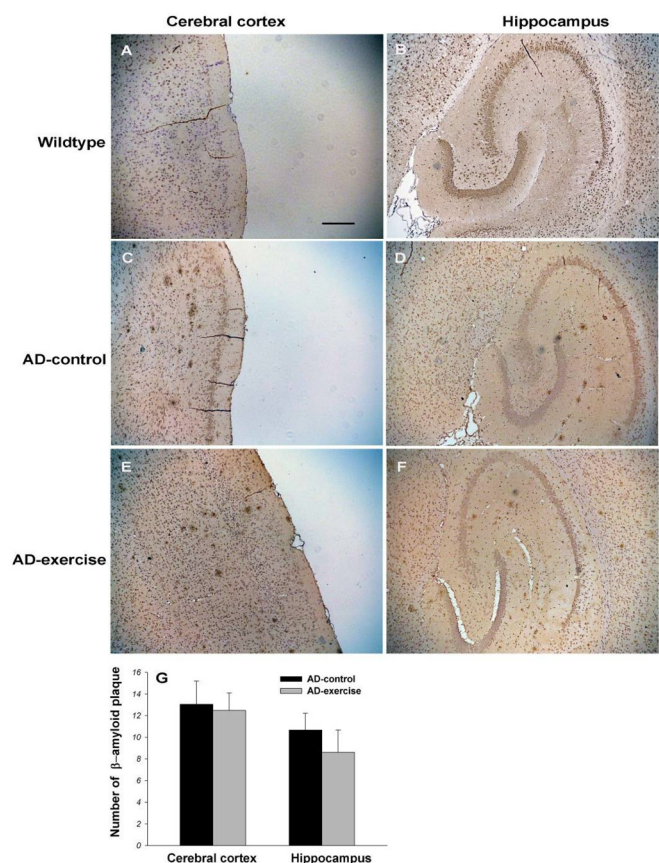 Cerebral cortex Hippocampus
A B
Wildtype
C D
AD-control
E F
AD-exercise
G
AD-control
AD-exercise
Number of β-amyloid plaque
16
14
12
10
8
6
4
2
0
Cerebral cortex Hippocampus